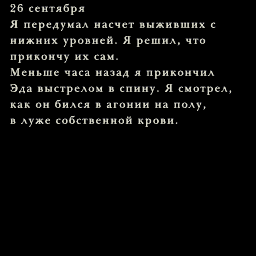 26 сентября
Я передумал насчет выживших с
нижних уровней. Я решил, что
прикончу их сам.
Меньше часа назад я прикончил
Эда выстрелом в спину. Я смотрел,
как он бился в агонии на полу,
в луже собственной крови.